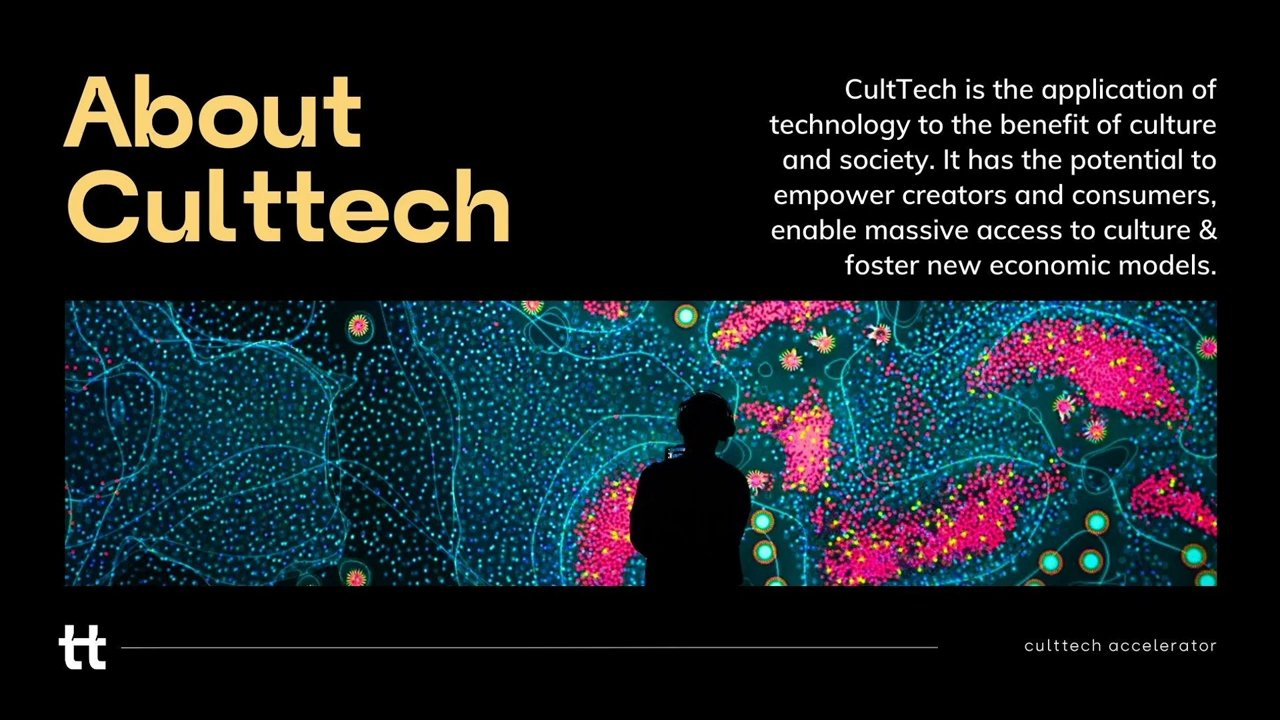 About
Culttech
CultTech is the application of
technology to the benefit of culture
and society. It has the potential to
empower creators and consumers,
enable massive access to culture &
foster new economic models.
tt
culttech accelerator